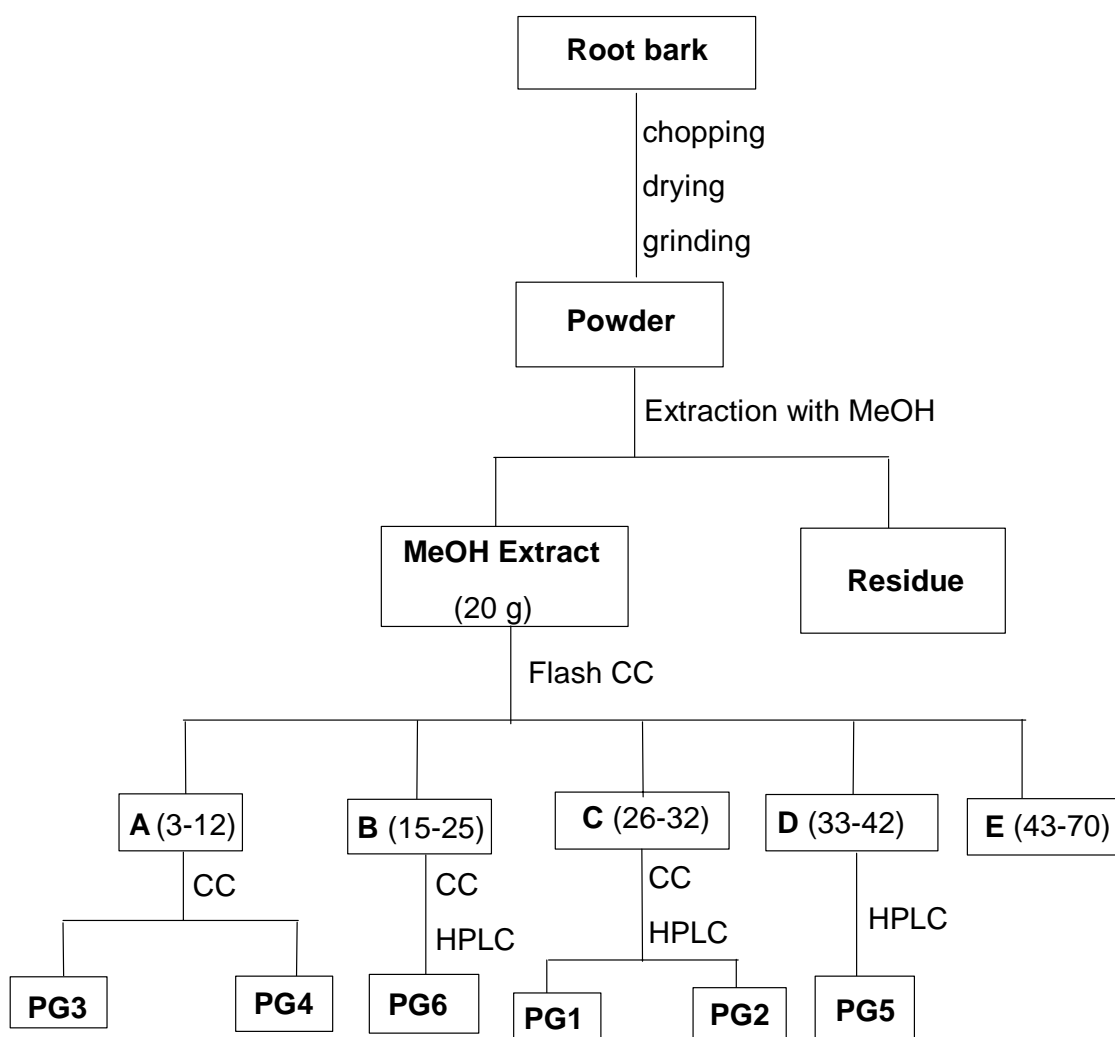 Root bark
chopping
drying
grinding
Powder
Extraction with MeOH
MeOH Extract
(20 g)
Residue
Flash CC
A (3-12)
B (15-25)
C (26-32)
D (33-42)
E (43-70)
CC
CC
HPLC
CC
HPLC
HPLC
PG3
PG4
PG6
PG1
PG2
PG5